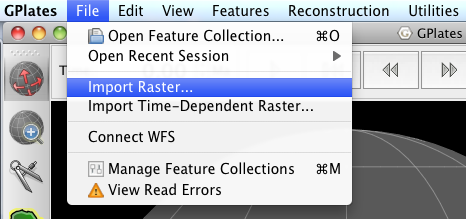 GPlates File Edit View Features Reconstruction Utilities
Open Feature Collection... ⌘O
GPlates
Open Recent Session
T
Import Raster...
Import Time-Dependent Raster...
Connect WFS
Manage Feature Collections ⌘M
View Read Errors